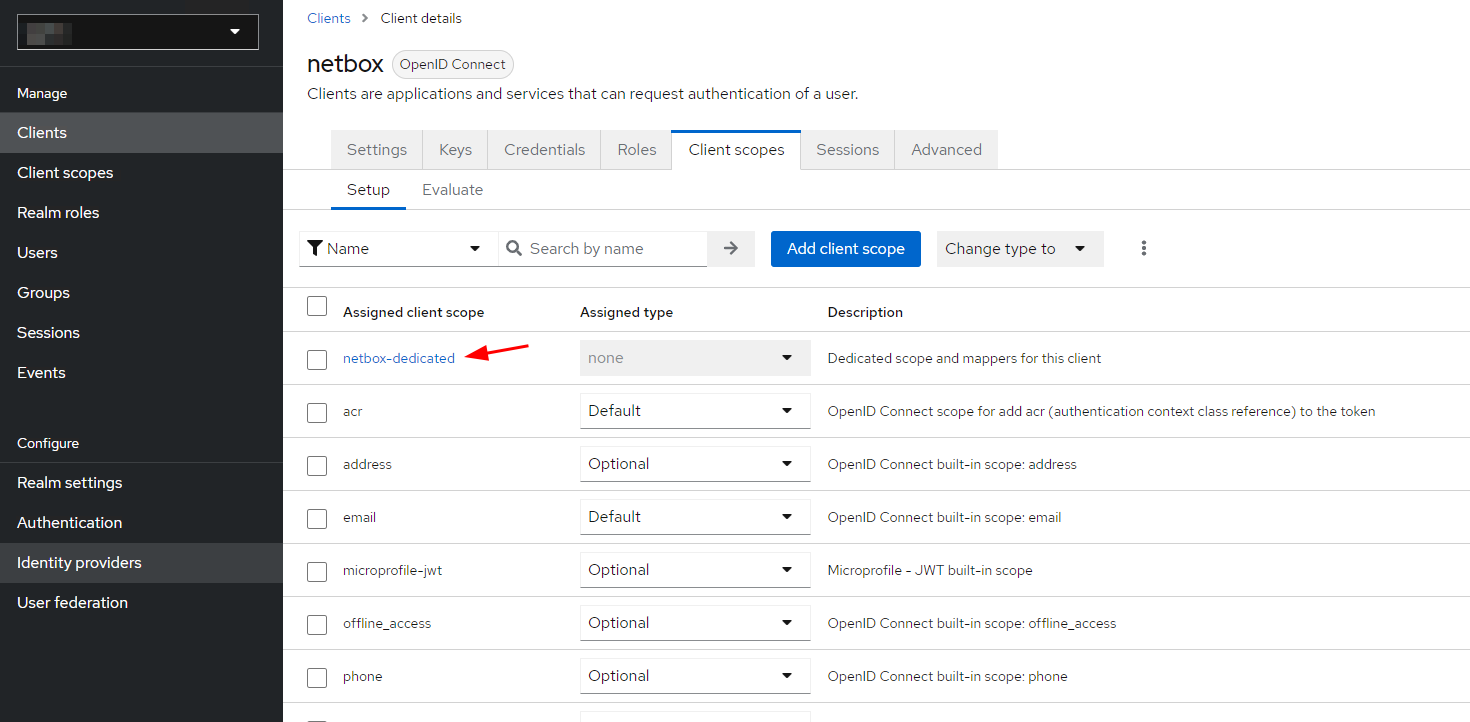 Clients > Client details
netbox OpenID Connect
Clients are applications and services that can request authentication of a user.
Manage
Clients
Client scopes
Realm roles
Users
Groups
Sessions
Events
Configure
Realm settings
Authentication
Identity providers
User federation
Settings Keys Credentials Roles Client scopes Sessions Advanced
Setup Evaluate
Name Search by name Add client scope Change type to
Assigned client scope Assigned type Description
netbox-dedicated none Dedicated scope and mappers for this client
acr Default OpenID Connect scope for add acr (authentication context class reference) to the token
address Optional OpenID Connect built-in scope: address
email Default OpenID Connect built-in scope: email
microprofile-jwt Optional Microprofile - JWT built-in scope
offline_access Optional OpenID Connect built-in scope: offline_access
phone Optional OpenID Connect built-in scope: phone